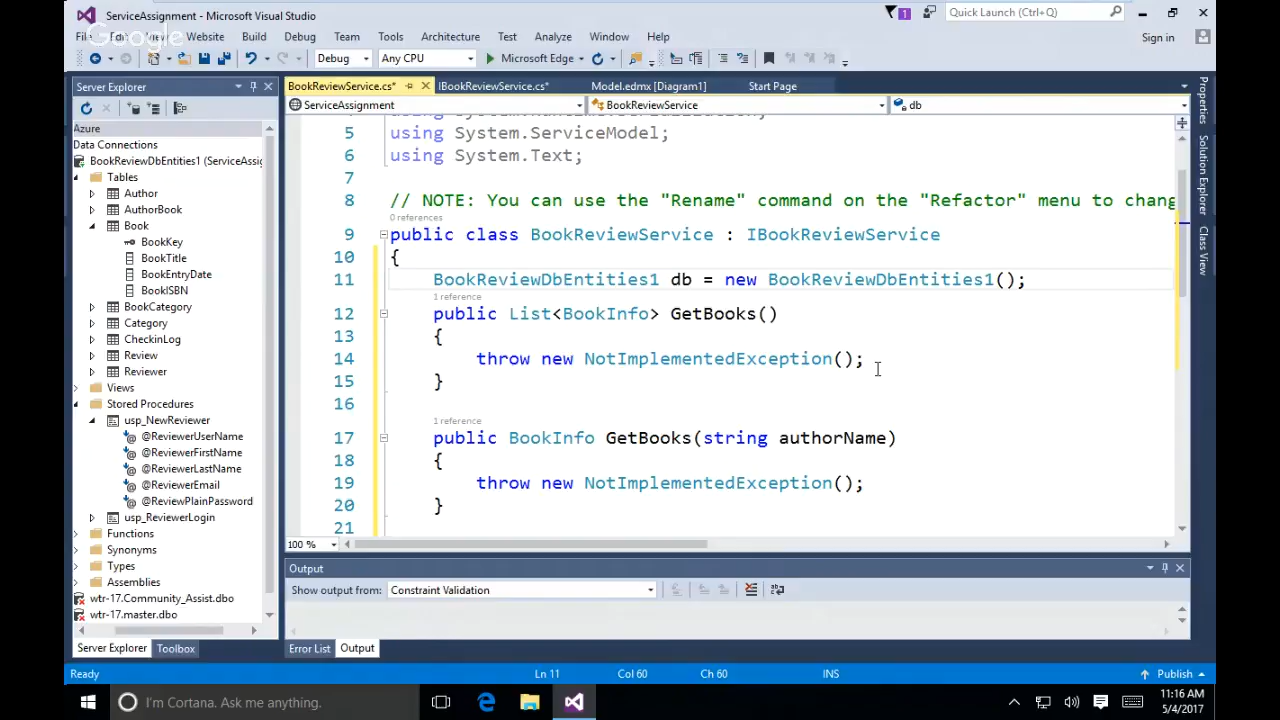 ServiceAssignment - Microsoft Visual Studio
1
Quick Launch (Ctrl+Q)
Google
Website Build Debug Team Tools Architecture Test Analyze Window Help
Sign in
Debug Any CPU Microsoft Edge
Server Explorer
BookReviewService.cs* IBookReviewService.cs* Model.edmx [Diagram1] Start Page
ServiceAssignment BookReviewService db
Azure
Data Connections
BookReviewDbEntities1 (ServiceAssig
Tables
Author
AuthorBook
Book
BookKey
BookTitle
BookEntryDate
BookISBN
BookCategory
Category
CheckinLog
Review
Reviewer
Views
Stored Procedures
usp_NewReviewer
@ReviewerUserName
@ReviewerFirstName
@ReviewerLastName
@ReviewerEmail
@ReviewPlainPassword
usp_ReviewerLogin
Functions
Synonyms
Types
Assemblies
wtr-17.Community_Assist.dbo
wtr-17.master.dbo
Server Explorer Toolbox
5 using System.ServiceModel;
6 using System.Text;
7
8 // NOTE: You can use the "Rename" command on the "Refactor" menu to chang
0 references
9 public class BookReviewService : IBookReviewService
10 {
11 BookReviewDbEntities1 db = new BookReviewDbEntities1();
1 reference
12 public List<BookInfo> GetBooks()
13 {
14 throw new NotImplementedException();
15 }
16
1 reference
17 public BookInfo GetBooks(string authorName)
18 {
19 throw new NotImplementedException();
20 }
21
100 %
Output
Show output from: Constraint Validation
Error List Output
Properties
Solution Explorer
Class View
Ready Ln 11 Col 60 Ch 60 INS Publish
I'm Cortana. Ask me anything.
11:16 AM
5/4/2017